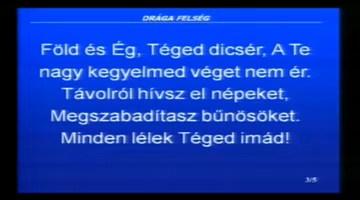 DRÁGA FELSÉG
Föld és Ég, Téged dicsér, A Te
nagy kegyelmed véget nem ér.
Távolról hívsz el népeket,
Megszabadítasz bűnösöket.
Minden lélek Téged imád!
3/5